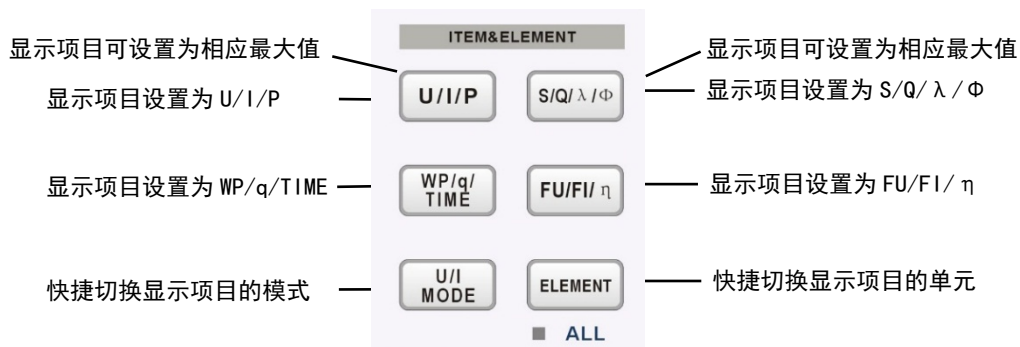 ITEM&ELEMENT
显示项目可设置为相应最大值
显示项目可设置为相应最大值
显示项目设置为 U/I/P
U/I/P
S/Q/λ/Φ
显示项目设置为 S/Q/λ/Φ
显示项目设置为 WP/q/TIME
WP/q/
TIME
FU/FI/η
显示项目设置为 FU/FI/η
快捷切换显示项目的模式
U/I
MODE
ELEMENT
快捷切换显示项目的单元
ALL